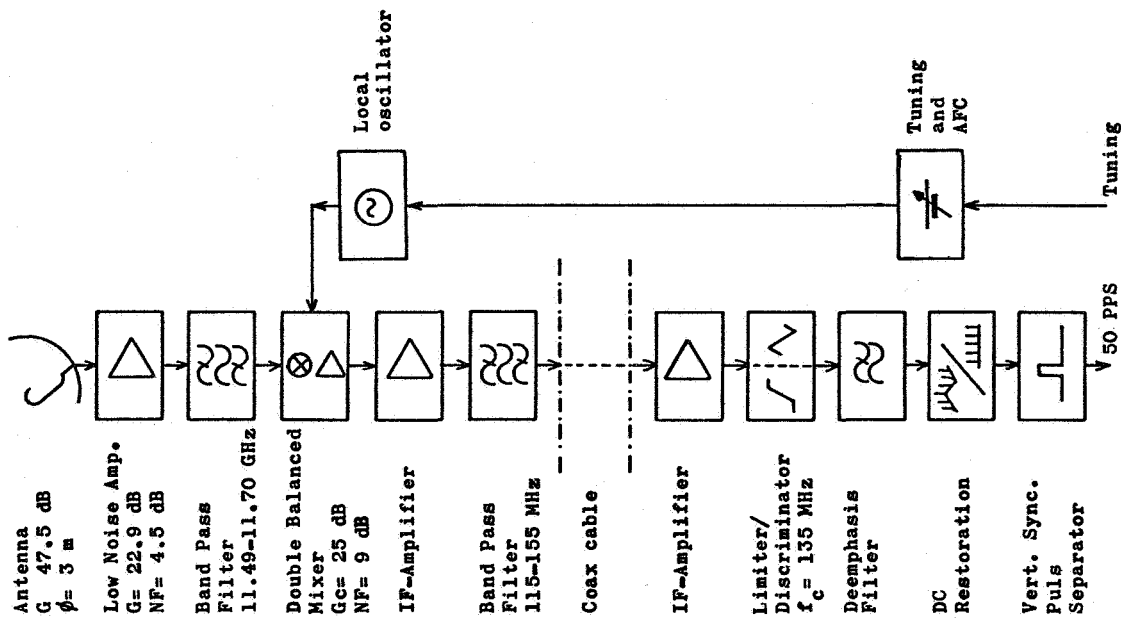 Antenna
G 47.5 dB
ø= 3 m
Low Noise Amp.
G= 22.9 dB
NF= 4.5 dB
Band Pass
Filter
11.49-11.70 GHz
Double Balanced
Mixer
Gc= 25 dB
NF= 9 dB
IF-Amplifier
Band Pass
Filter
115-155 MHz
Coax cable
IF-Amplifier
Limiter/
Discriminator
fc = 135 MHz
Deemphasis
Filter
DC
Restoration
Vert. Sync.
Puls
Separator
50 PPS
Local
oscillator
Tuning
and
AFC
Tuning